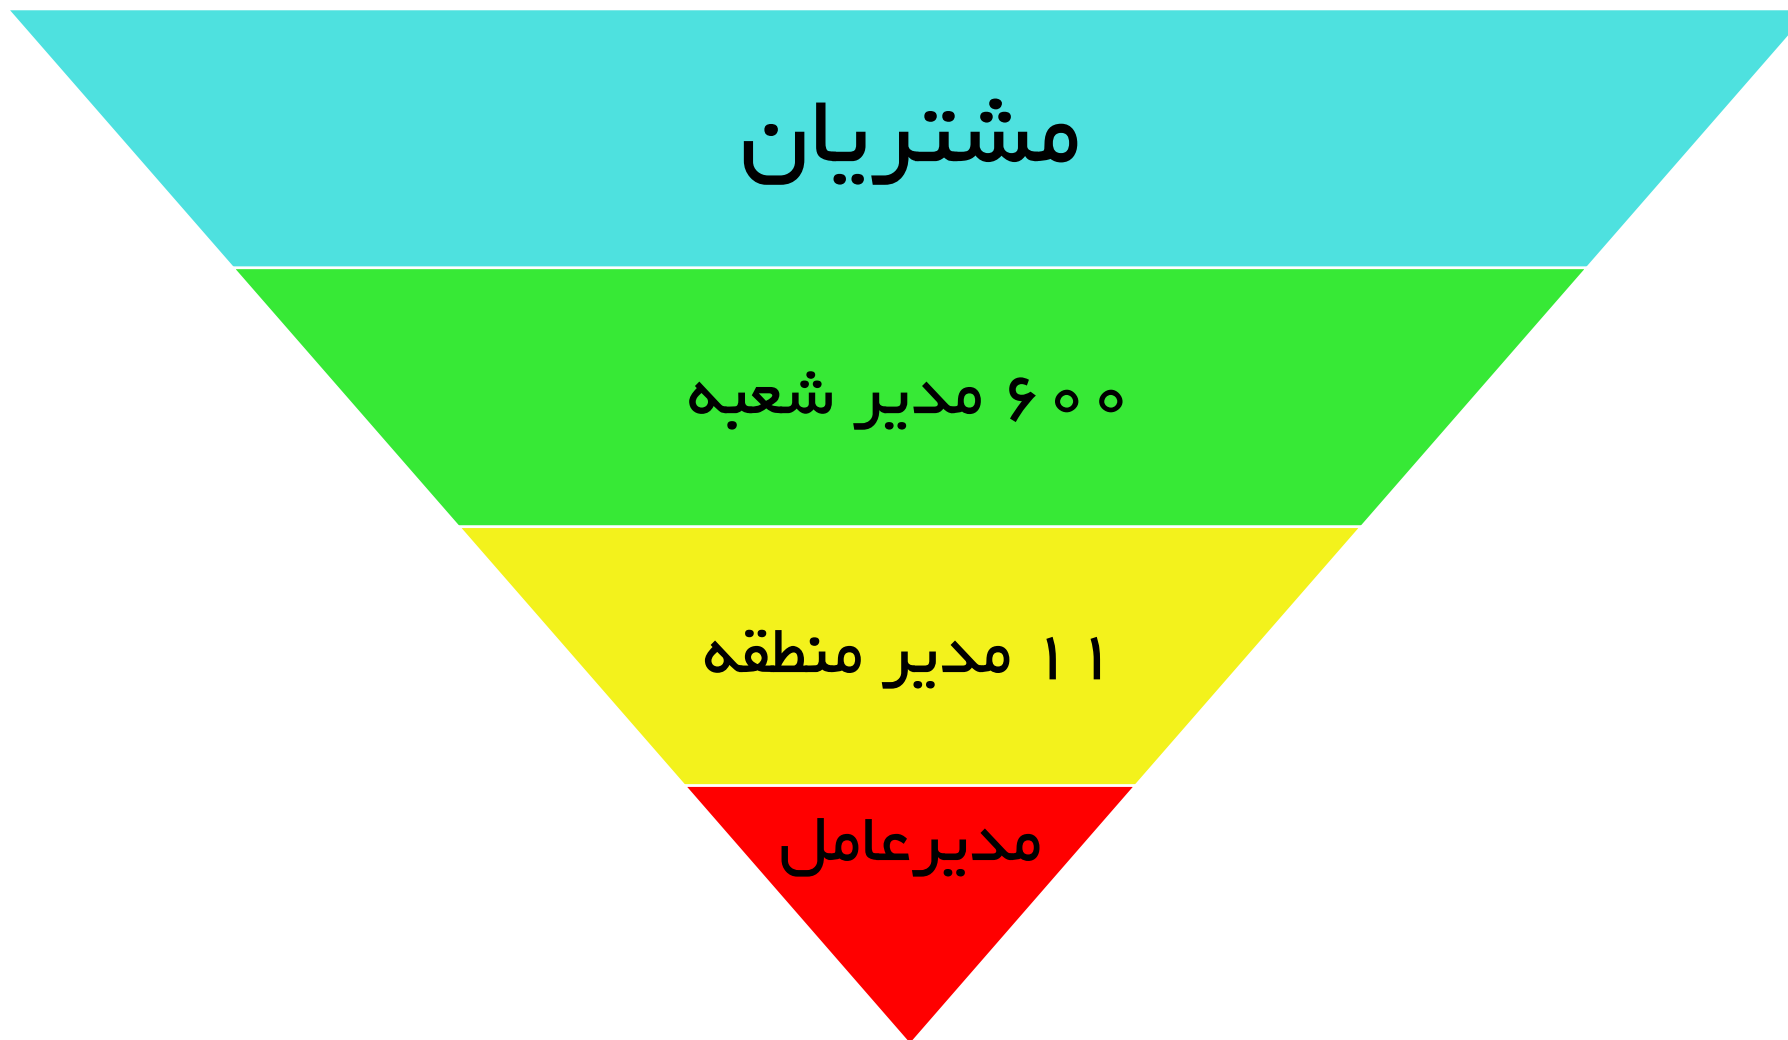 مشتریان
۶۰۰ مدیر شعبه
۱۱ مدیر منطقه
مدیرعامل